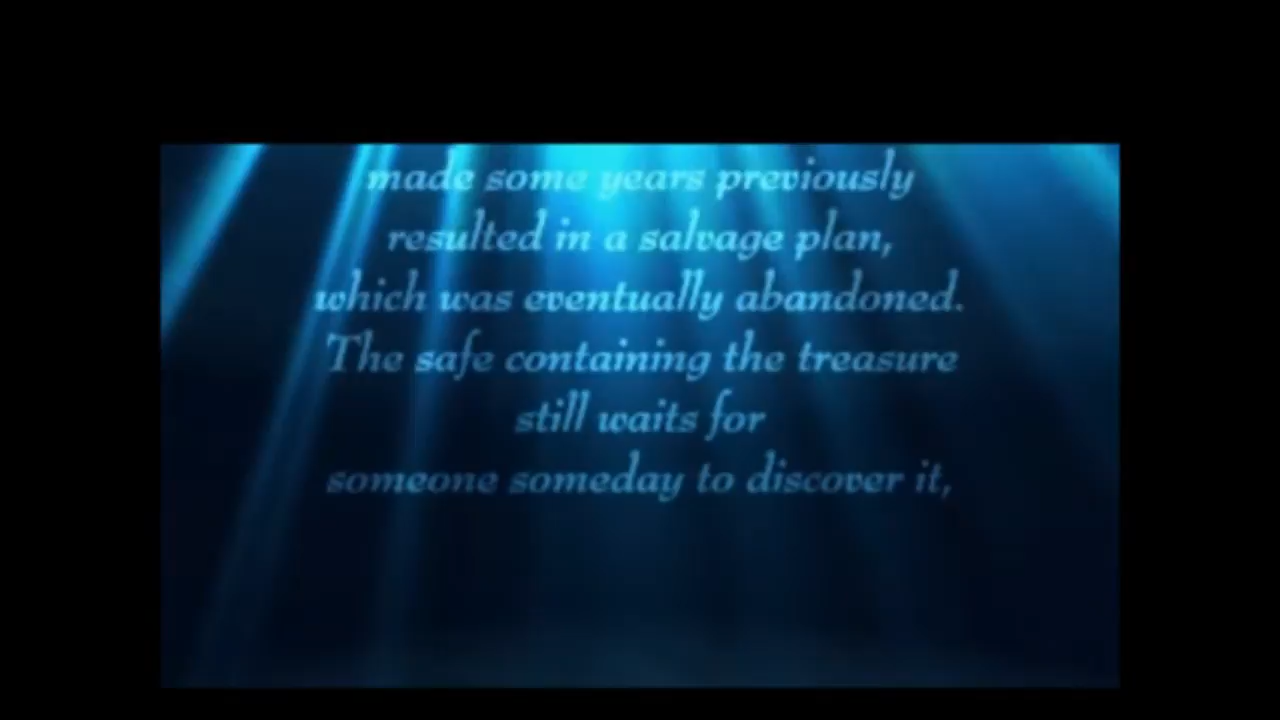 made some years previously
resulted in a salvage plan,
which was eventually abandoned.
The safe containing the treasure
still waits for
someone someday to discover it,